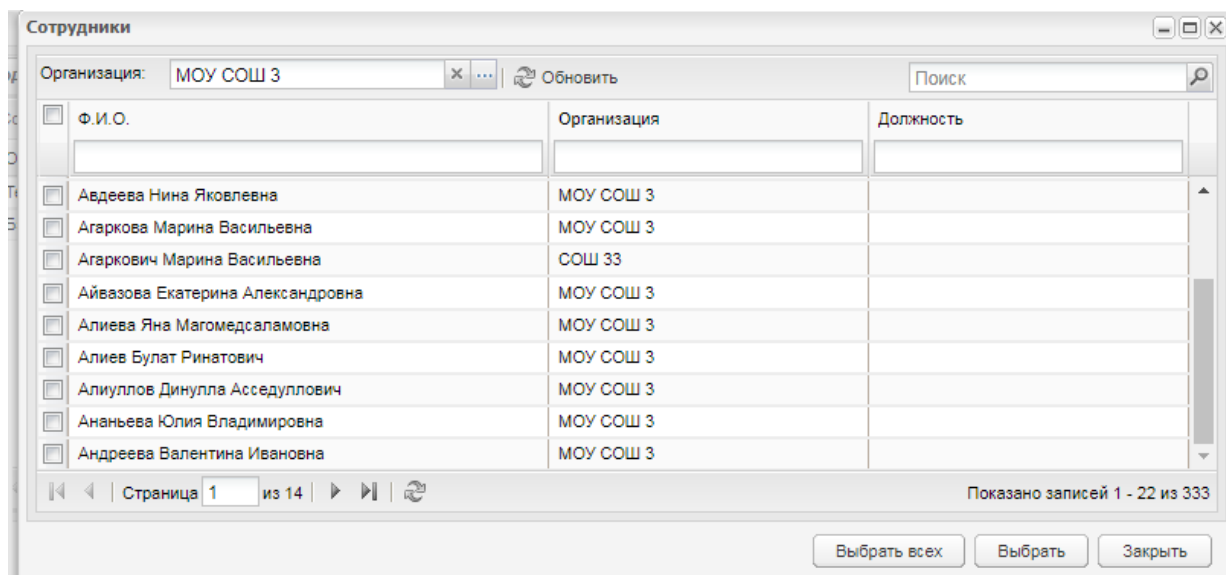 Сотрудники
Организация: МОУ СОШ 3 Обновить Поиск
Ф.И.О. Организация Должность
Авдеева Нина Яковлевна МОУ СОШ 3
Агаркова Марина Васильевна МОУ СОШ 3
Агаркович Марина Васильевна СОШ 33
Айвазова Екатерина Александровна МОУ СОШ 3
Алиева Яна Магомедсаламовна МОУ СОШ 3
Алиев Булат Ринатович МОУ СОШ 3
Алиуллов Динулла Асседуллович МОУ СОШ 3
Ананьева Юлия Владимировна МОУ СОШ 3
Андреева Валентина Ивановна МОУ СОШ 3
Страница 1 из 14 Показано записей 1 - 22 из 333
Выбрать всех Выбрать Закрыть